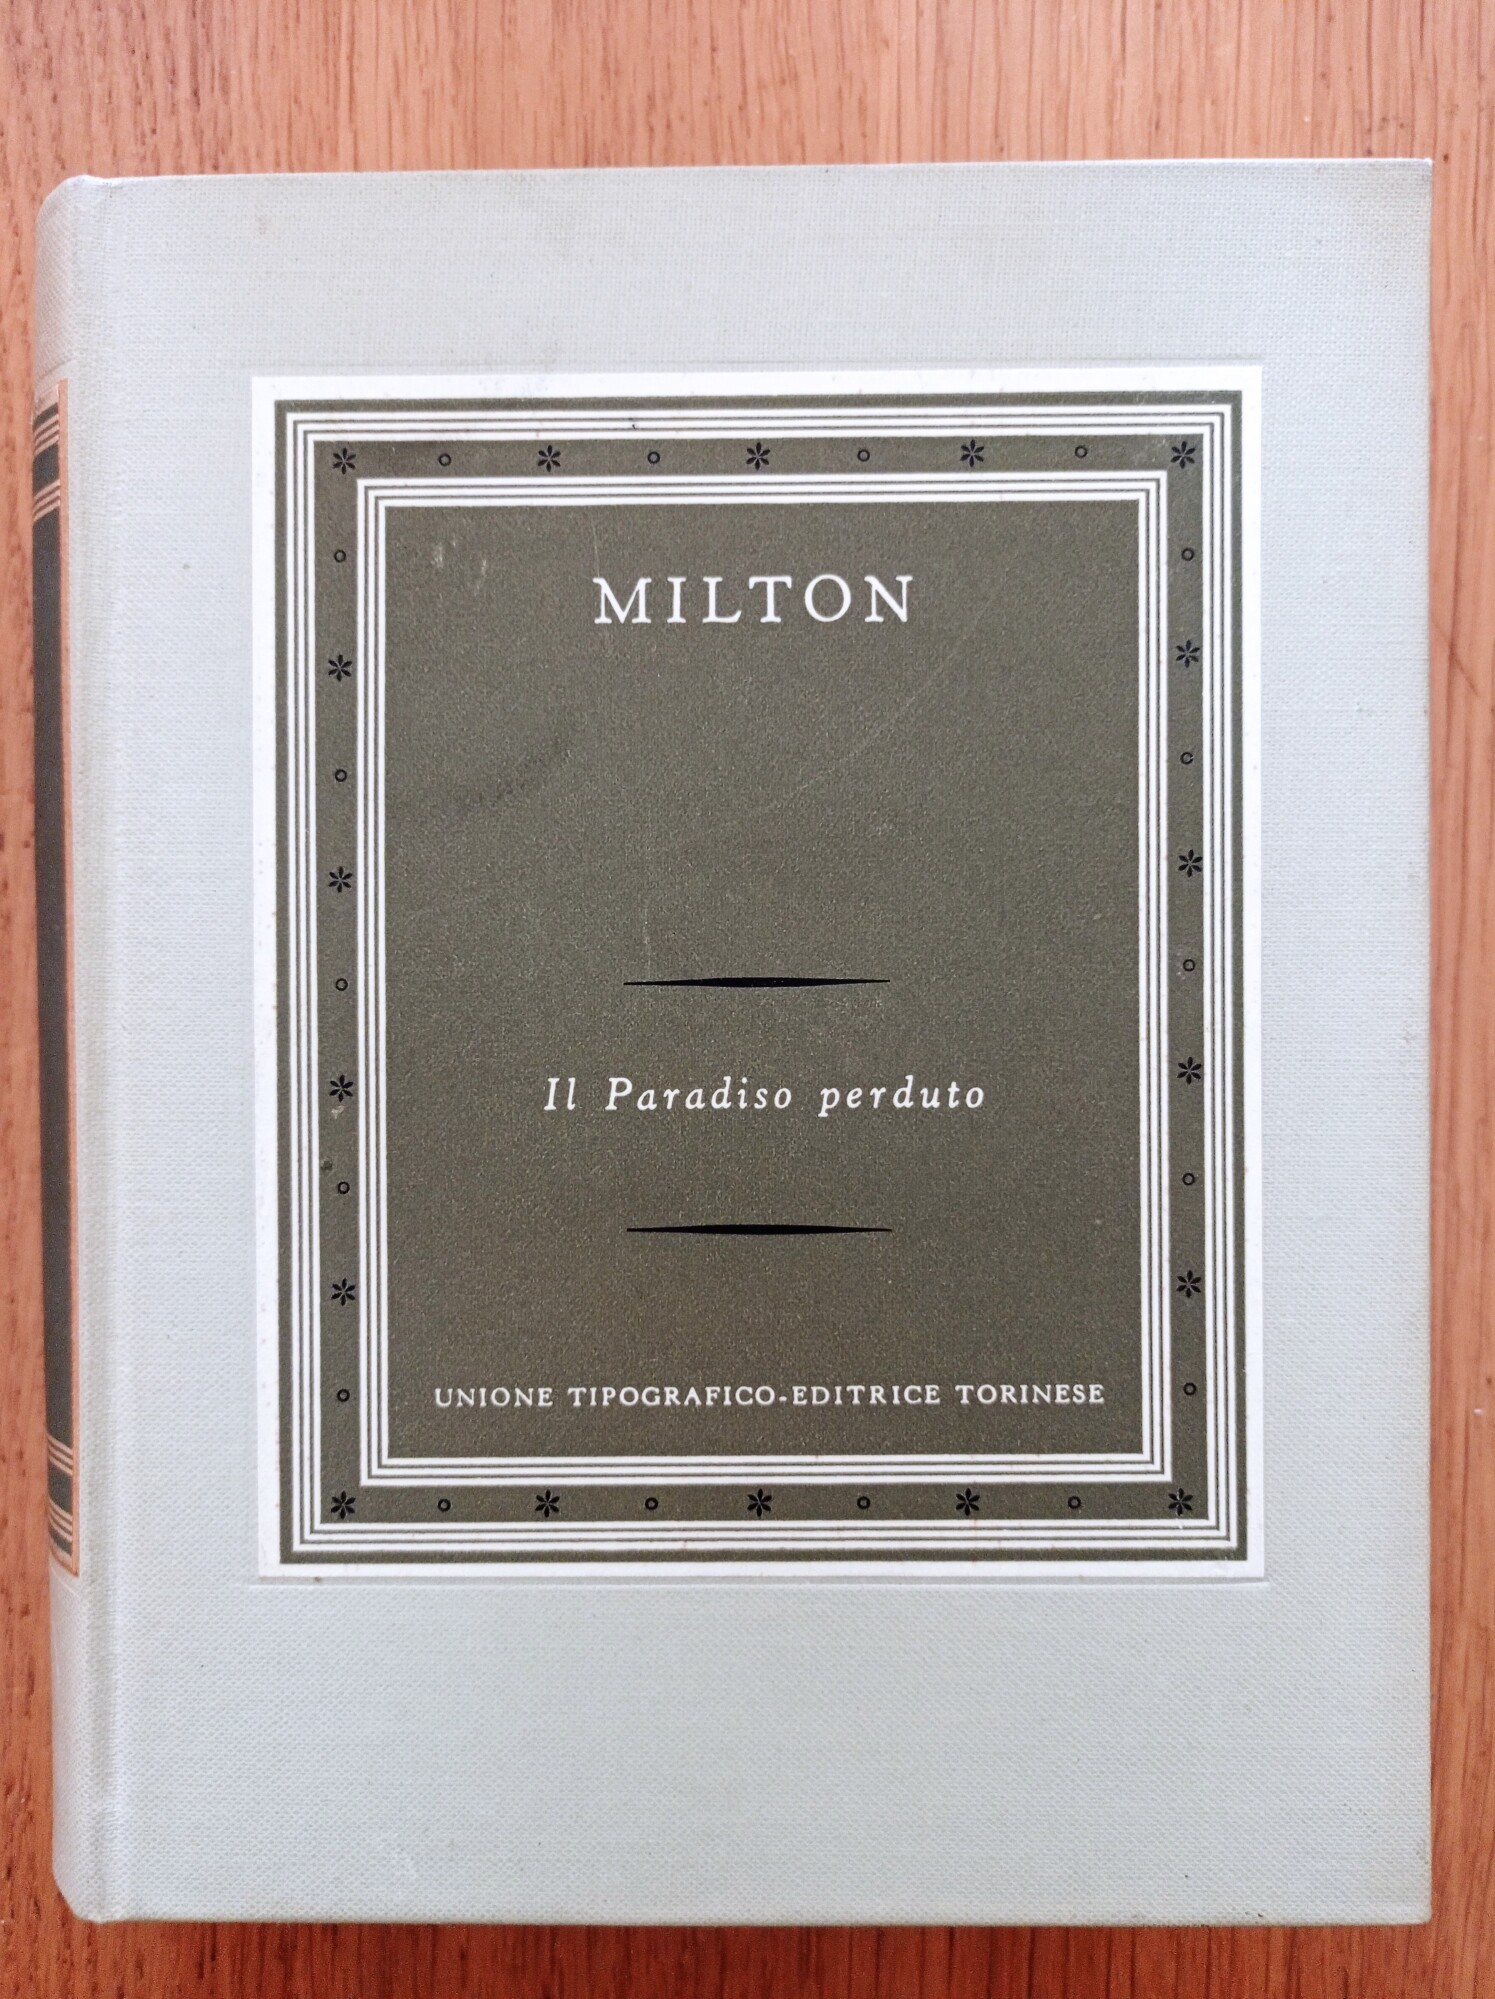 MILTON
Il Paradiso perduto
UNIONE TIPOGRAFICO-EDITRICE TORINESE